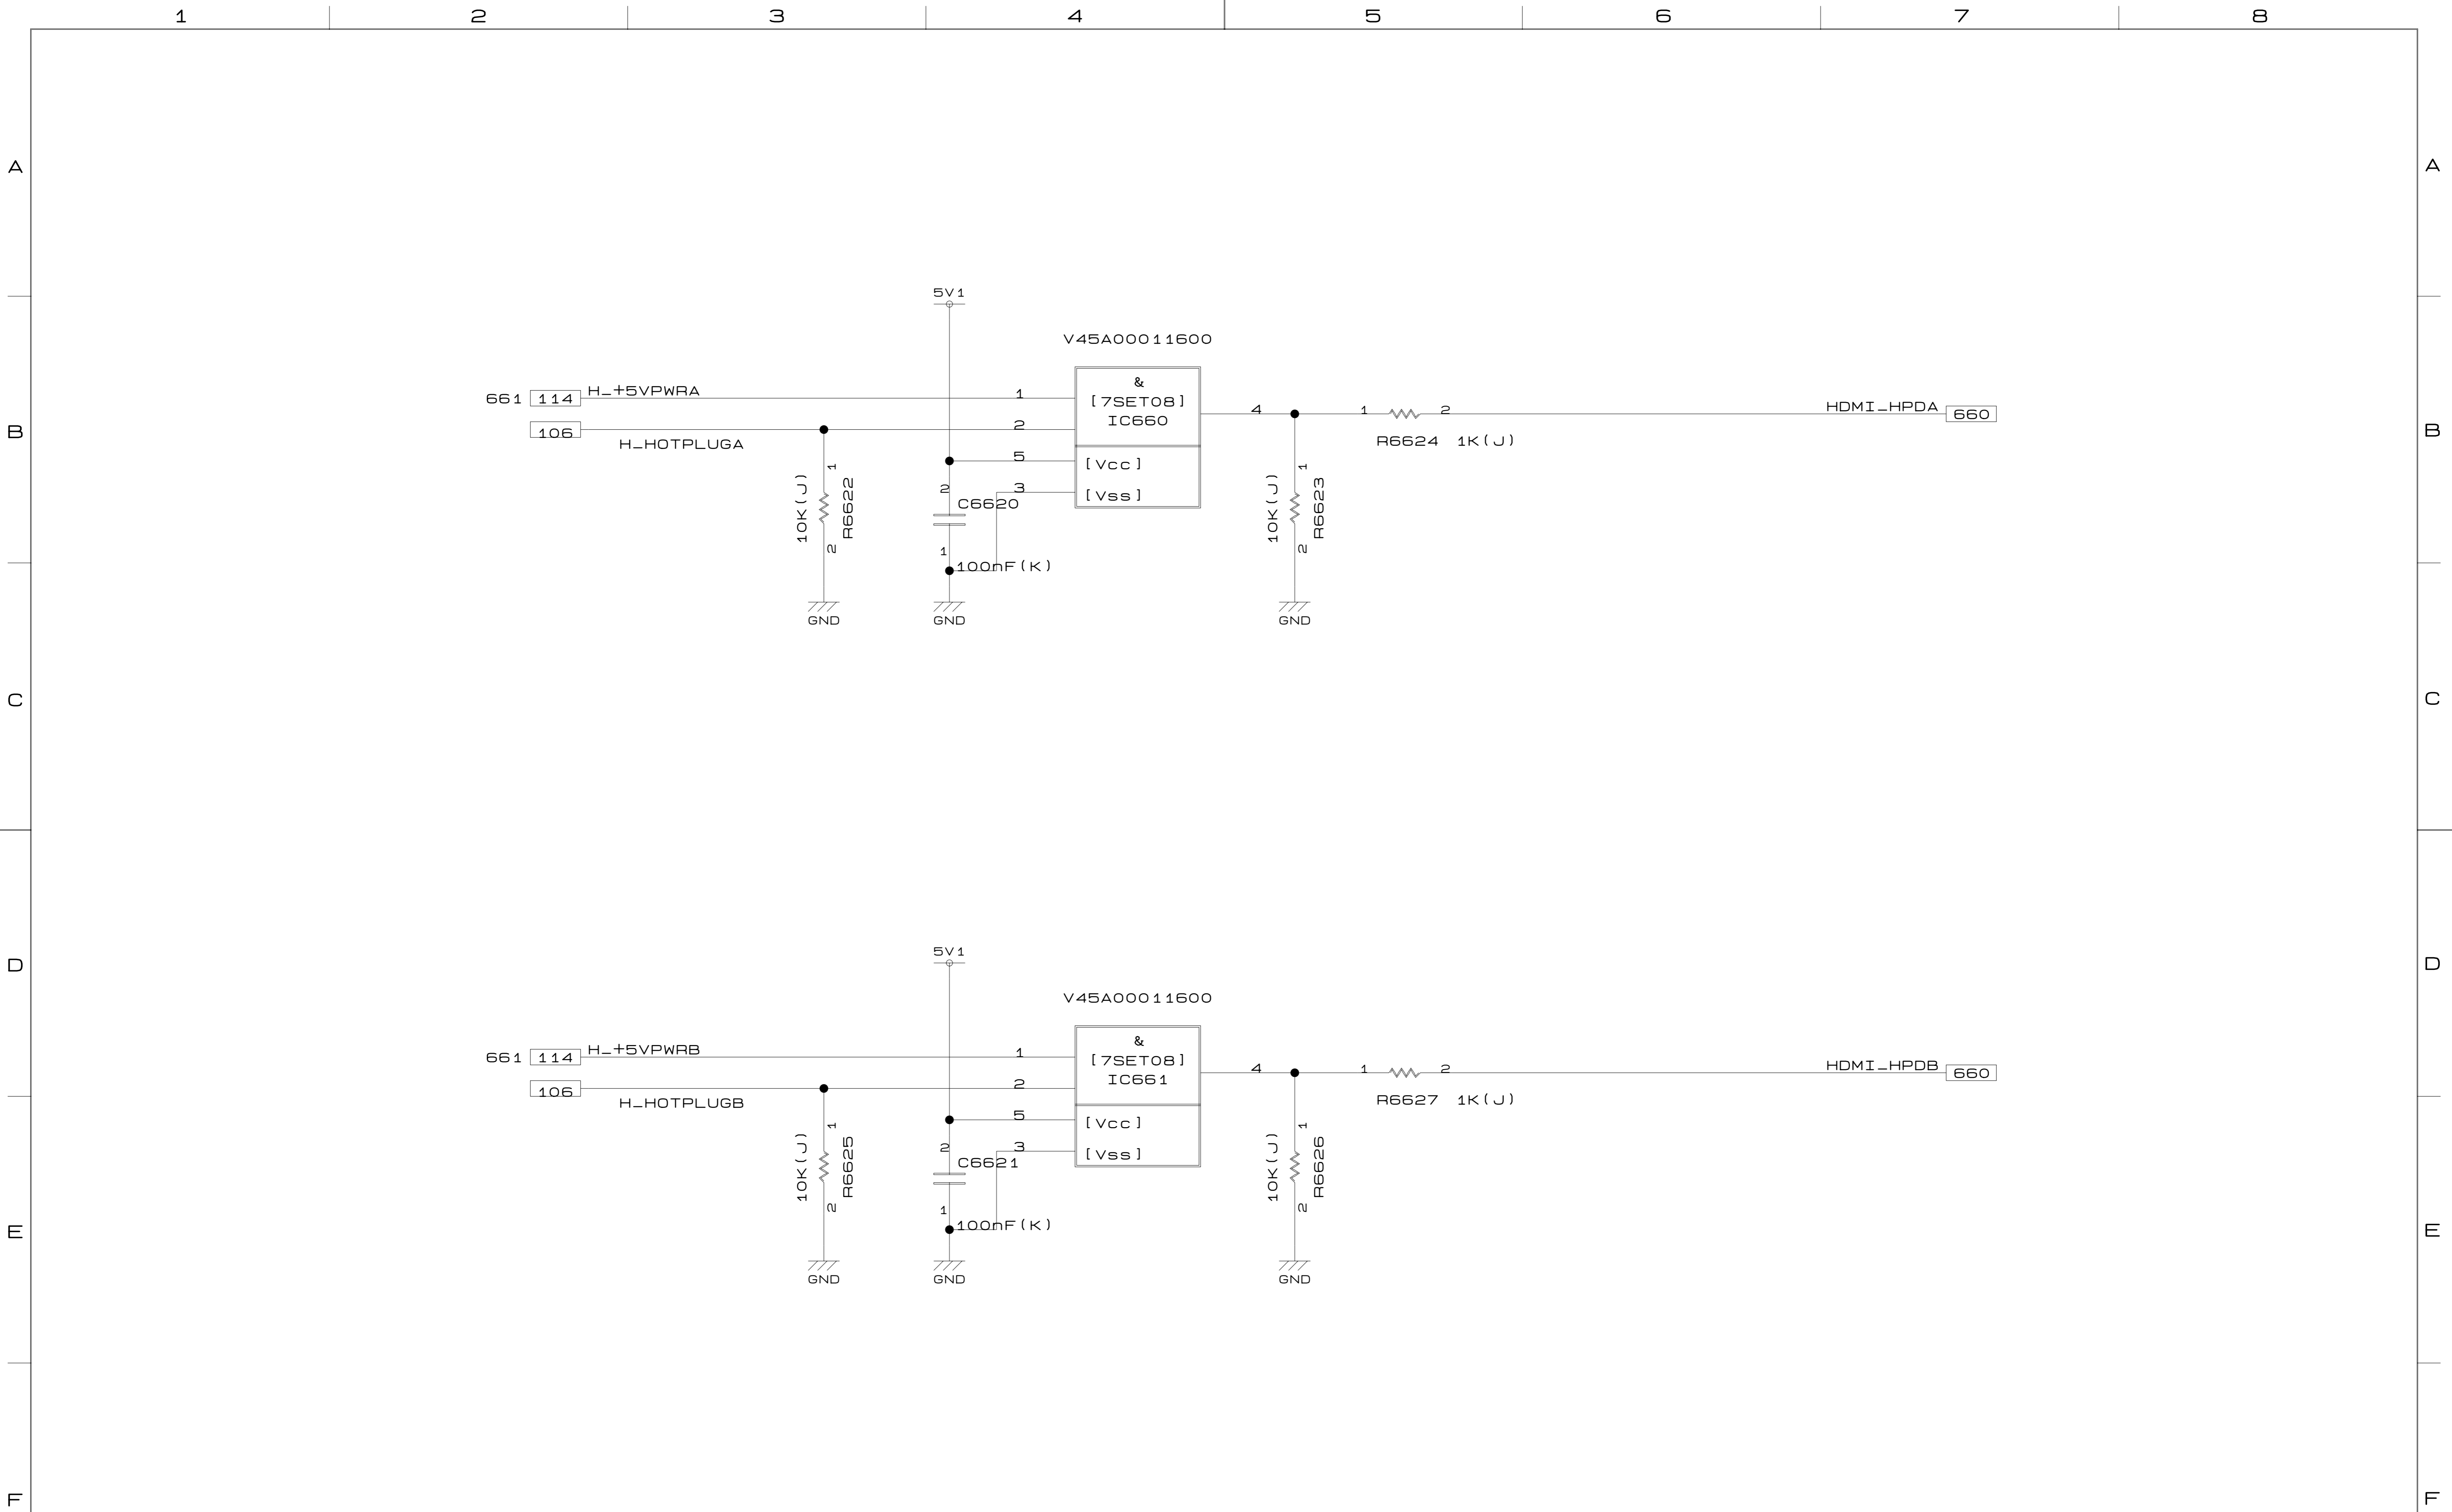 1 2 3 4 5 6 7 8
A A
5V1
V45A00011600
661 114 H_+5VPWRA 1 & 
[7SET08]
4 1 2 HDMI_HPDA 660
B IC660 B
106 2
H_HOTPLUGA R6624 1K(J)
5 [Vcc]
1 1
2 3 [Vss]
10K(J) R6622 C6620 10K(J) R6623
2 1 2
100nF(K)
GND GND GND
C C
5V1
D D
V45A00011600
661 114 H_+5VPWRB 1 &
[7SET08]
4 1 2 HDMI_HPDB 660
IC661
106 2
H_HOTPLUGB R6627 1K(J)
5 [Vcc]
1 1
2 3 [Vss]
10K(J) R6625 C6621 10K(J) R6626
2 1 2
100nF(K)
E E
GND GND GND
F F